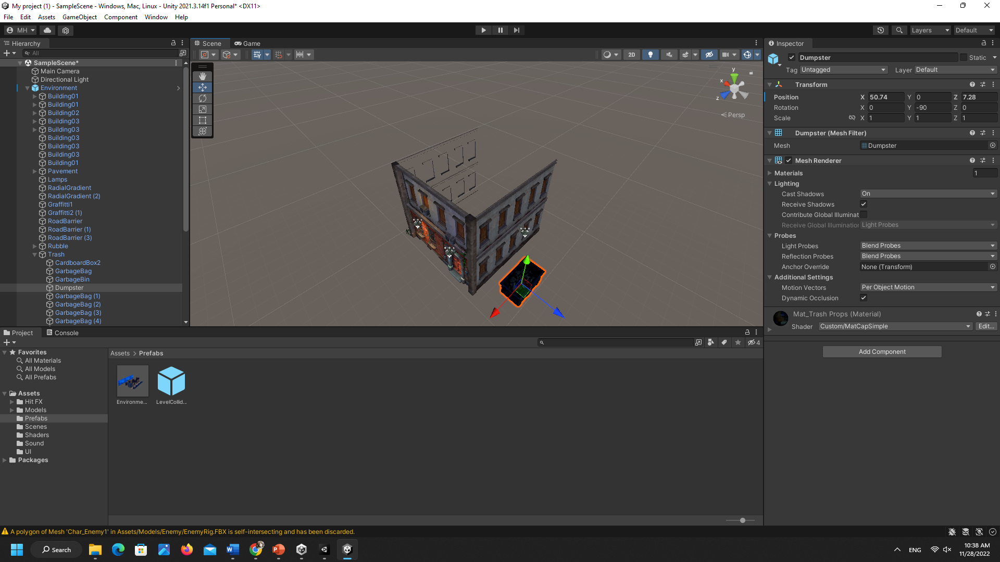 My project (1) - SampleScene - Windows, Mac, Linux - Unity 2021.3.14f1 Personal* <DX11>
File Edit Assets GameObject Component Window Help
MH
Layers
Default
Hierarchy
All
SampleScene*
Main Camera
Directional Light
Environment
Building01
Building01
Building02
Building03
Building03
Building03
Building03
Building03
Building01
Pavement
Lamps
RadialGradient
RadialGradient (2)
Graffitti1
Graffitti2 (1)
RoadBarrier
RoadBarrier (1)
RoadBarrier (3)
Rubble
Trash
CardboardBox2
GarbageBag
GarbageBin
Dumpster
GarbageBag (1)
GarbageBag (2)
GarbageBag (3)
GarbageBag (4)
Scene Game
2D
y
x
z
Persp
Inspector
Dumpster
Static
Tag Untagged Layer Default
Transform
Position X 50.74 Y 0 Z 7.28
Rotation X 0 Y -90 Z 0
Scale X 1 Y 1 Z 1
Dumpster (Mesh Filter)
Mesh Dumpster
Mesh Renderer
Materials 1
Lighting
Cast Shadows On
Receive Shadows
Contribute Global Illuminat
Receive Global Illumination Light Probes
Probes
Light Probes Blend Probes
Reflection Probes Blend Probes
Anchor Override None (Transform)
Additional Settings
Motion Vectors Per Object Motion
Dynamic Occlusion
Mat_Trash Props (Material)
Shader Custom/MatCapSimple Edit...
Add Component
Project Console
4
Favorites
All Materials
All Models
All Prefabs
Assets
Hit FX
Models
Prefabs
Scenes
Shaders
Sound
UI
Packages
Assets > Prefabs
Environme...
LevelCollid...
A polygon of Mesh 'Char_Enemy1' in Assets/Models/Enemy/EnemyRig.FBX is self-intersecting and has been discarded.
Search
ENG
10:38 AM
11/28/2022